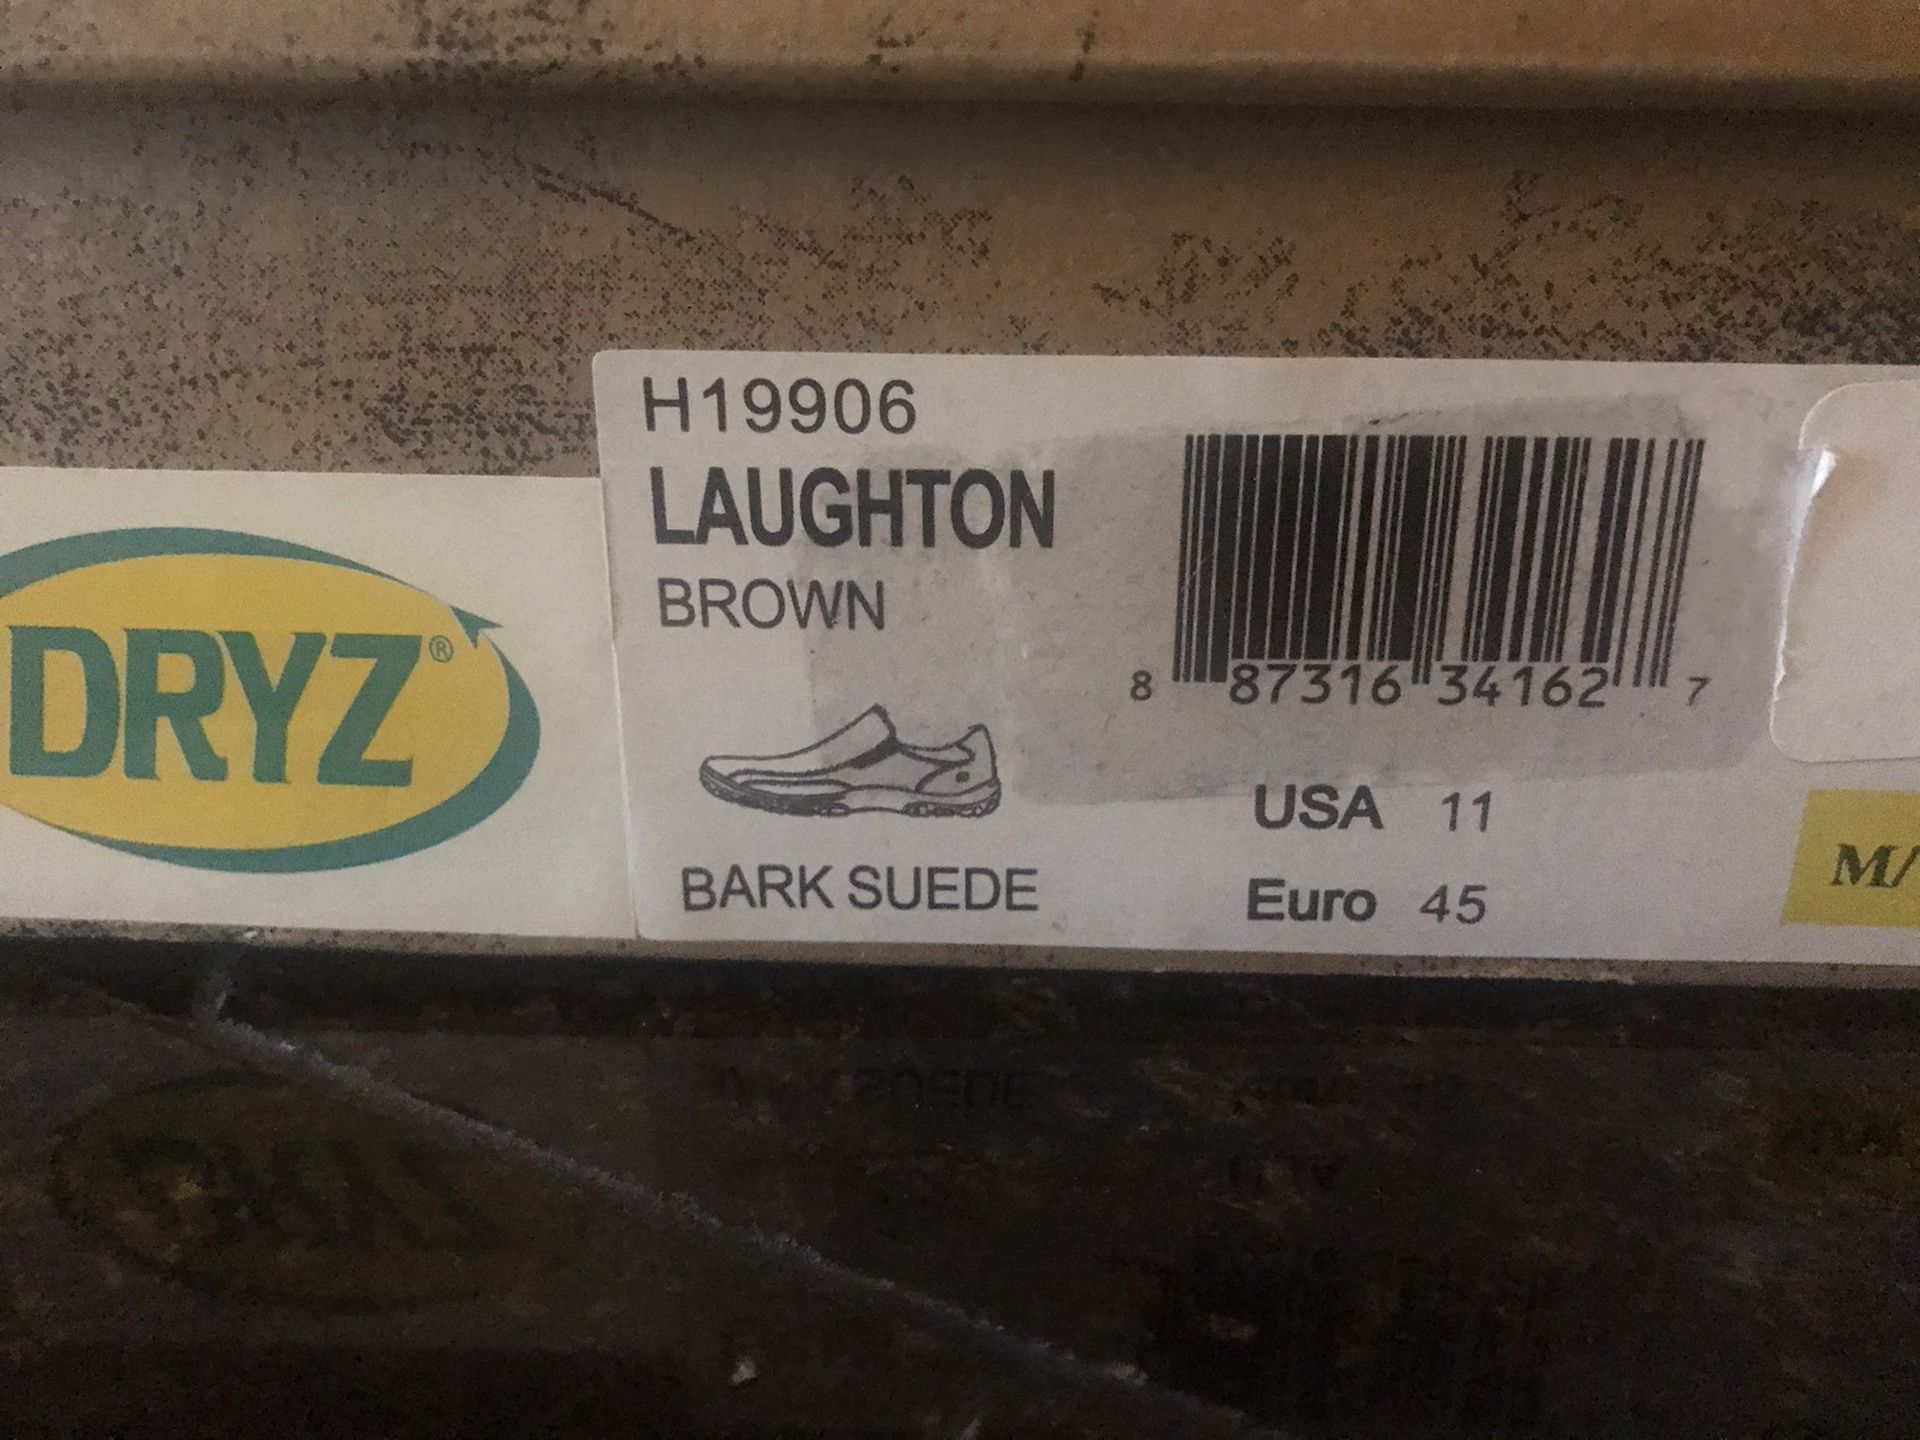 DRYZ®
H19906
LAUGHTON
BROWN
8 87316 34162 7
BARK SUEDE
USA 11
Euro 45
M/